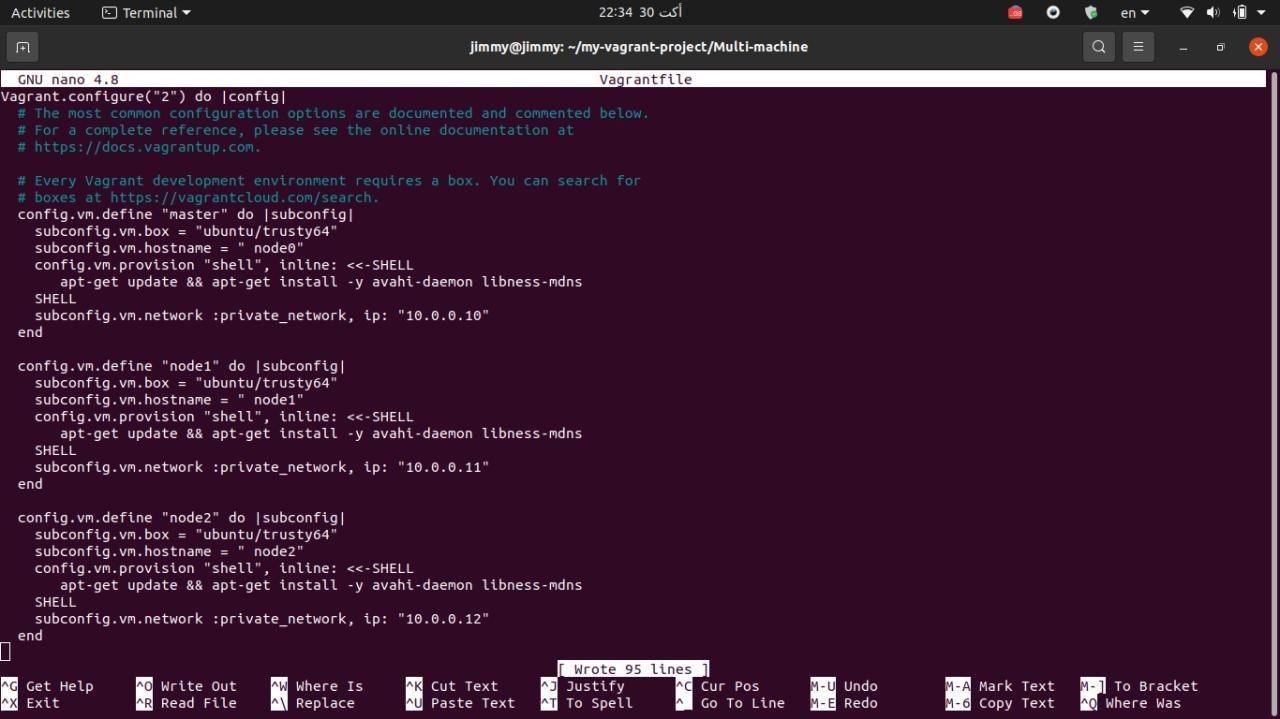 Activities Terminal 22:34 30 أكت en
jimmy@jimmy: ~/my-vagrant-project/Multi-machine
GNU nano 4.8 Vagrantfile
Vagrant.configure("2") do |config|
  # The most common configuration options are documented and commented below.
  # For a complete reference, please see the online documentation at
  # https://docs.vagrantup.com.

  # Every Vagrant development environment requires a box. You can search for
  # boxes at https://vagrantcloud.com/search.
  config.vm.define "master" do |subconfig|
    subconfig.vm.box = "ubuntu/trusty64"
    subconfig.vm.hostname = " node0"
    config.vm.provision "shell", inline: <<-SHELL
       apt-get update && apt-get install -y avahi-daemon libness-mdns
    SHELL
    subconfig.vm.network :private_network, ip: "10.0.0.10"
  end

  config.vm.define "node1" do |subconfig|
    subconfig.vm.box = "ubuntu/trusty64"
    subconfig.vm.hostname = " node1"
    config.vm.provision "shell", inline: <<-SHELL
       apt-get update && apt-get install -y avahi-daemon libness-mdns
    SHELL
    subconfig.vm.network :private_network, ip: "10.0.0.11"
  end

  config.vm.define "node2" do |subconfig|
    subconfig.vm.box = "ubuntu/trusty64"
    subconfig.vm.hostname = " node2"
    config.vm.provision "shell", inline: <<-SHELL
       apt-get update && apt-get install -y avahi-daemon libness-mdns
    SHELL
    subconfig.vm.network :private_network, ip: "10.0.0.12"
  end
[ Wrote 95 lines ]
^G Get Help ^O Write Out ^W Where Is ^K Cut Text ^J Justify ^C Cur Pos M-U Undo M-A Mark Text M-] To Bracket
^X Exit ^R Read File ^\ Replace ^U Paste Text ^T To Spell ^_ Go To Line M-E Redo M-6 Copy Text ^Q Where Was